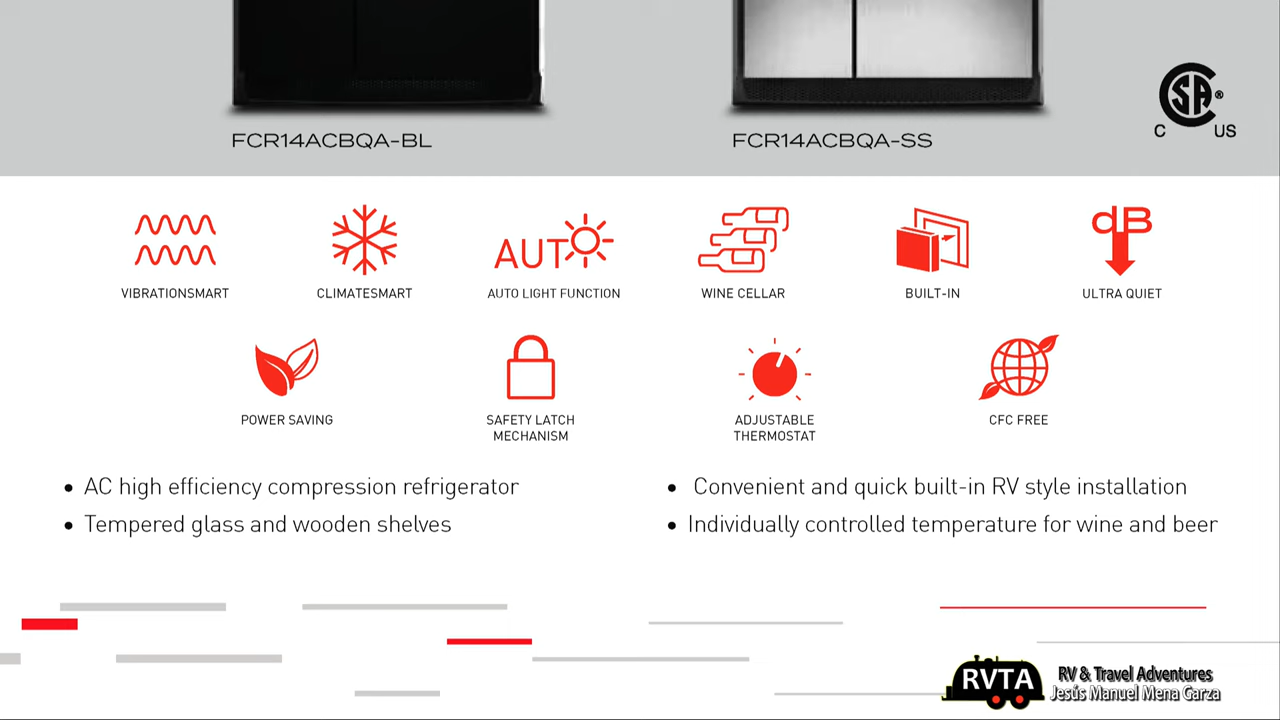 FCR14ACBQA-BL
FCR14ACBQA-SS
CSA®
C US
VIBRATIONSMART
CLIMATESMART
AUTO
AUTO LIGHT FUNCTION
WINE CELLAR
BUILT-IN
dB
ULTRA QUIET
POWER SAVING
SAFETY LATCH
MECHANISM
ADJUSTABLE
THERMOSTAT
CFC FREE
• AC high efficiency compression refrigerator
• Tempered glass and wooden shelves
• Convenient and quick built-in RV style installation
• Individually controlled temperature for wine and beer
RVTA
RV & Travel Adventures
Jesús Manuel Mena Garza